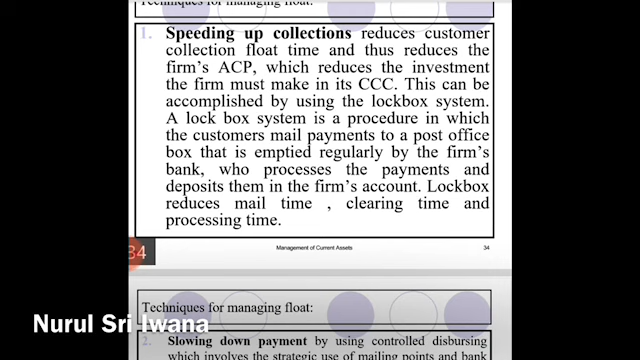 Techniques for managing float:
1. Speeding up collections reduces customer
collection float time and thus reduces the
firm's ACP, which reduces the investment
the firm must make in its CCC. This can be
accomplished by using the lockbox system.
A lock box system is a procedure in which
the customers mail payments to a post office
box that is emptied regularly by the firm's
bank, who processes the payments and
deposits them in the firm's account. Lockbox
reduces mail time , clearing time and
processing time.
34
Management of Current Assets
34
Techniques for managing float:
Nurul Sri Iwana
2. Slowing down payment by using controlled disbursing
which involves the strategic use of mailing points and bank